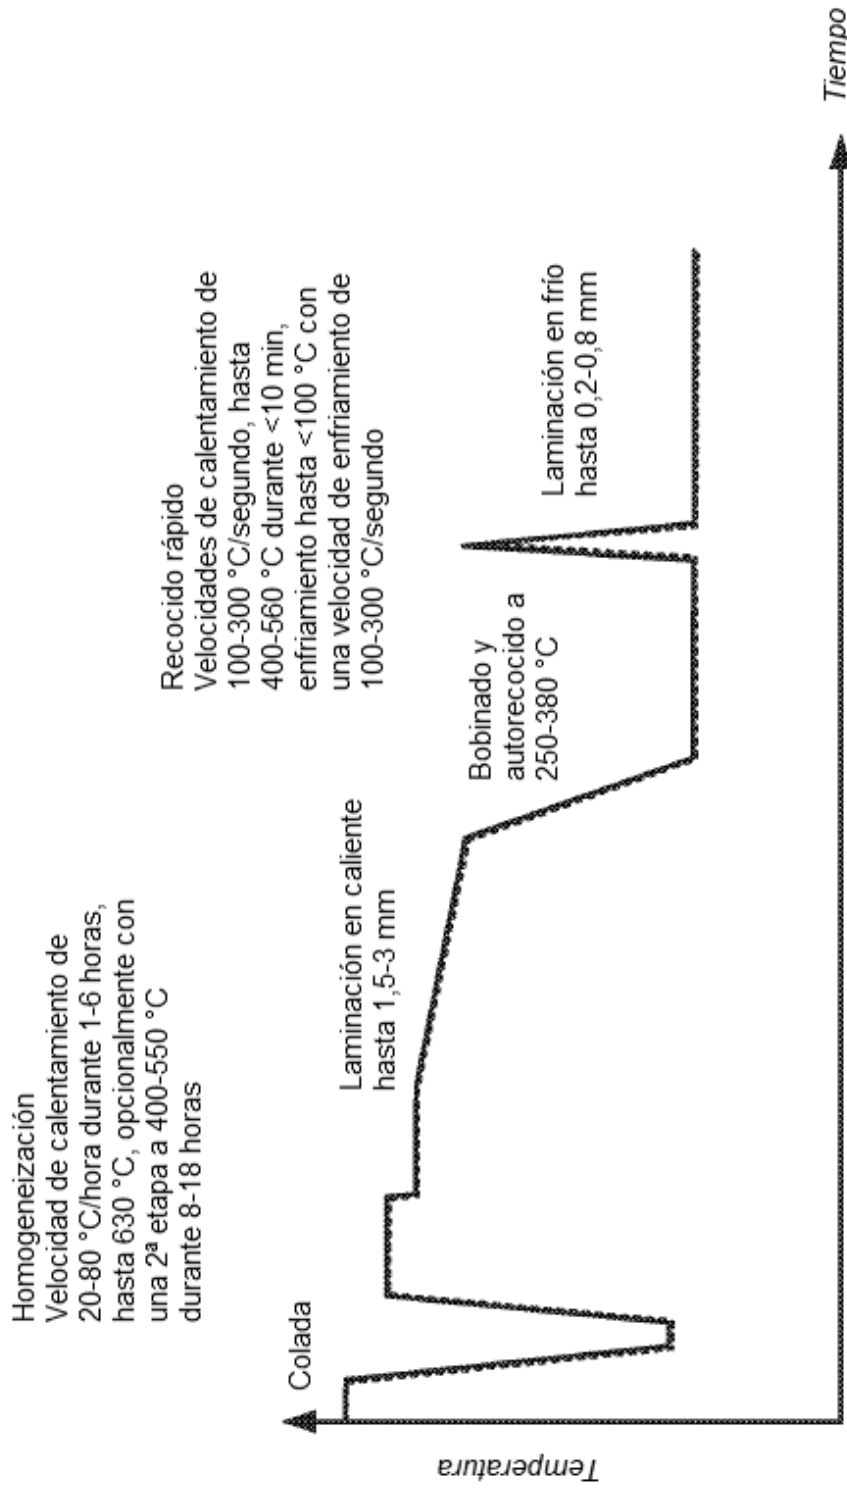 Homogeneización
Velocidad de calentamiento de
20-80 °C/hora durante 1-6 horas,
hasta 630 °C, opcionalmente con
una 2ª etapa a 400-550 °C
durante 8-18 horas
Recocido rápido
Velocidades de calentamiento de
100-300 °C/segundo, hasta
400-560 °C durante <10 min,
enfriamiento hasta <100 °C con
una velocidad de enfriamiento de
100-300 °C/segundo
Colada
Laminación en caliente
hasta 1,5-3 mm
Bobinado y
autorecocido a
250-380 °C
Laminación en frío
hasta 0,2-0,8 mm
Temperatura
Tiempo